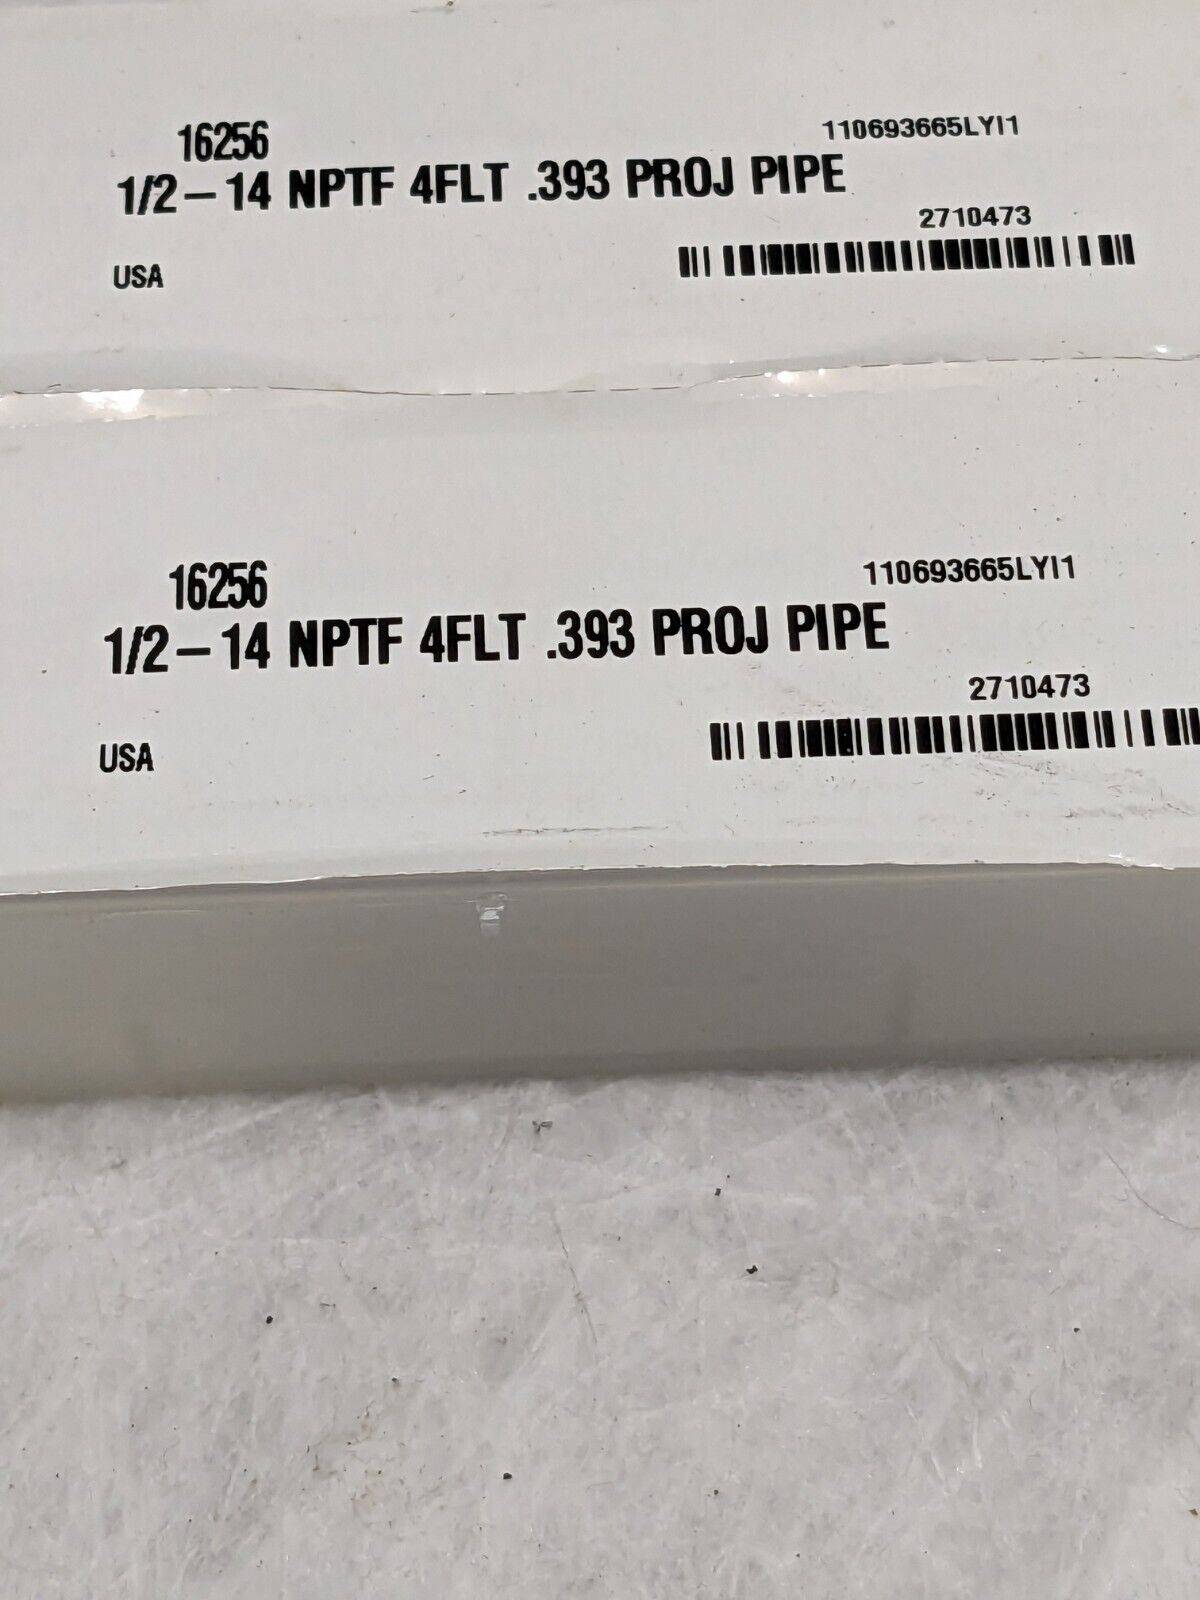 16256
110693665LYI1
1/2-14 NPTF 4FLT .393 PROJ PIPE
2710473
USA
16256
110693665LYI1
1/2-14 NPTF 4FLT .393 PROJ PIPE
2710473
USA